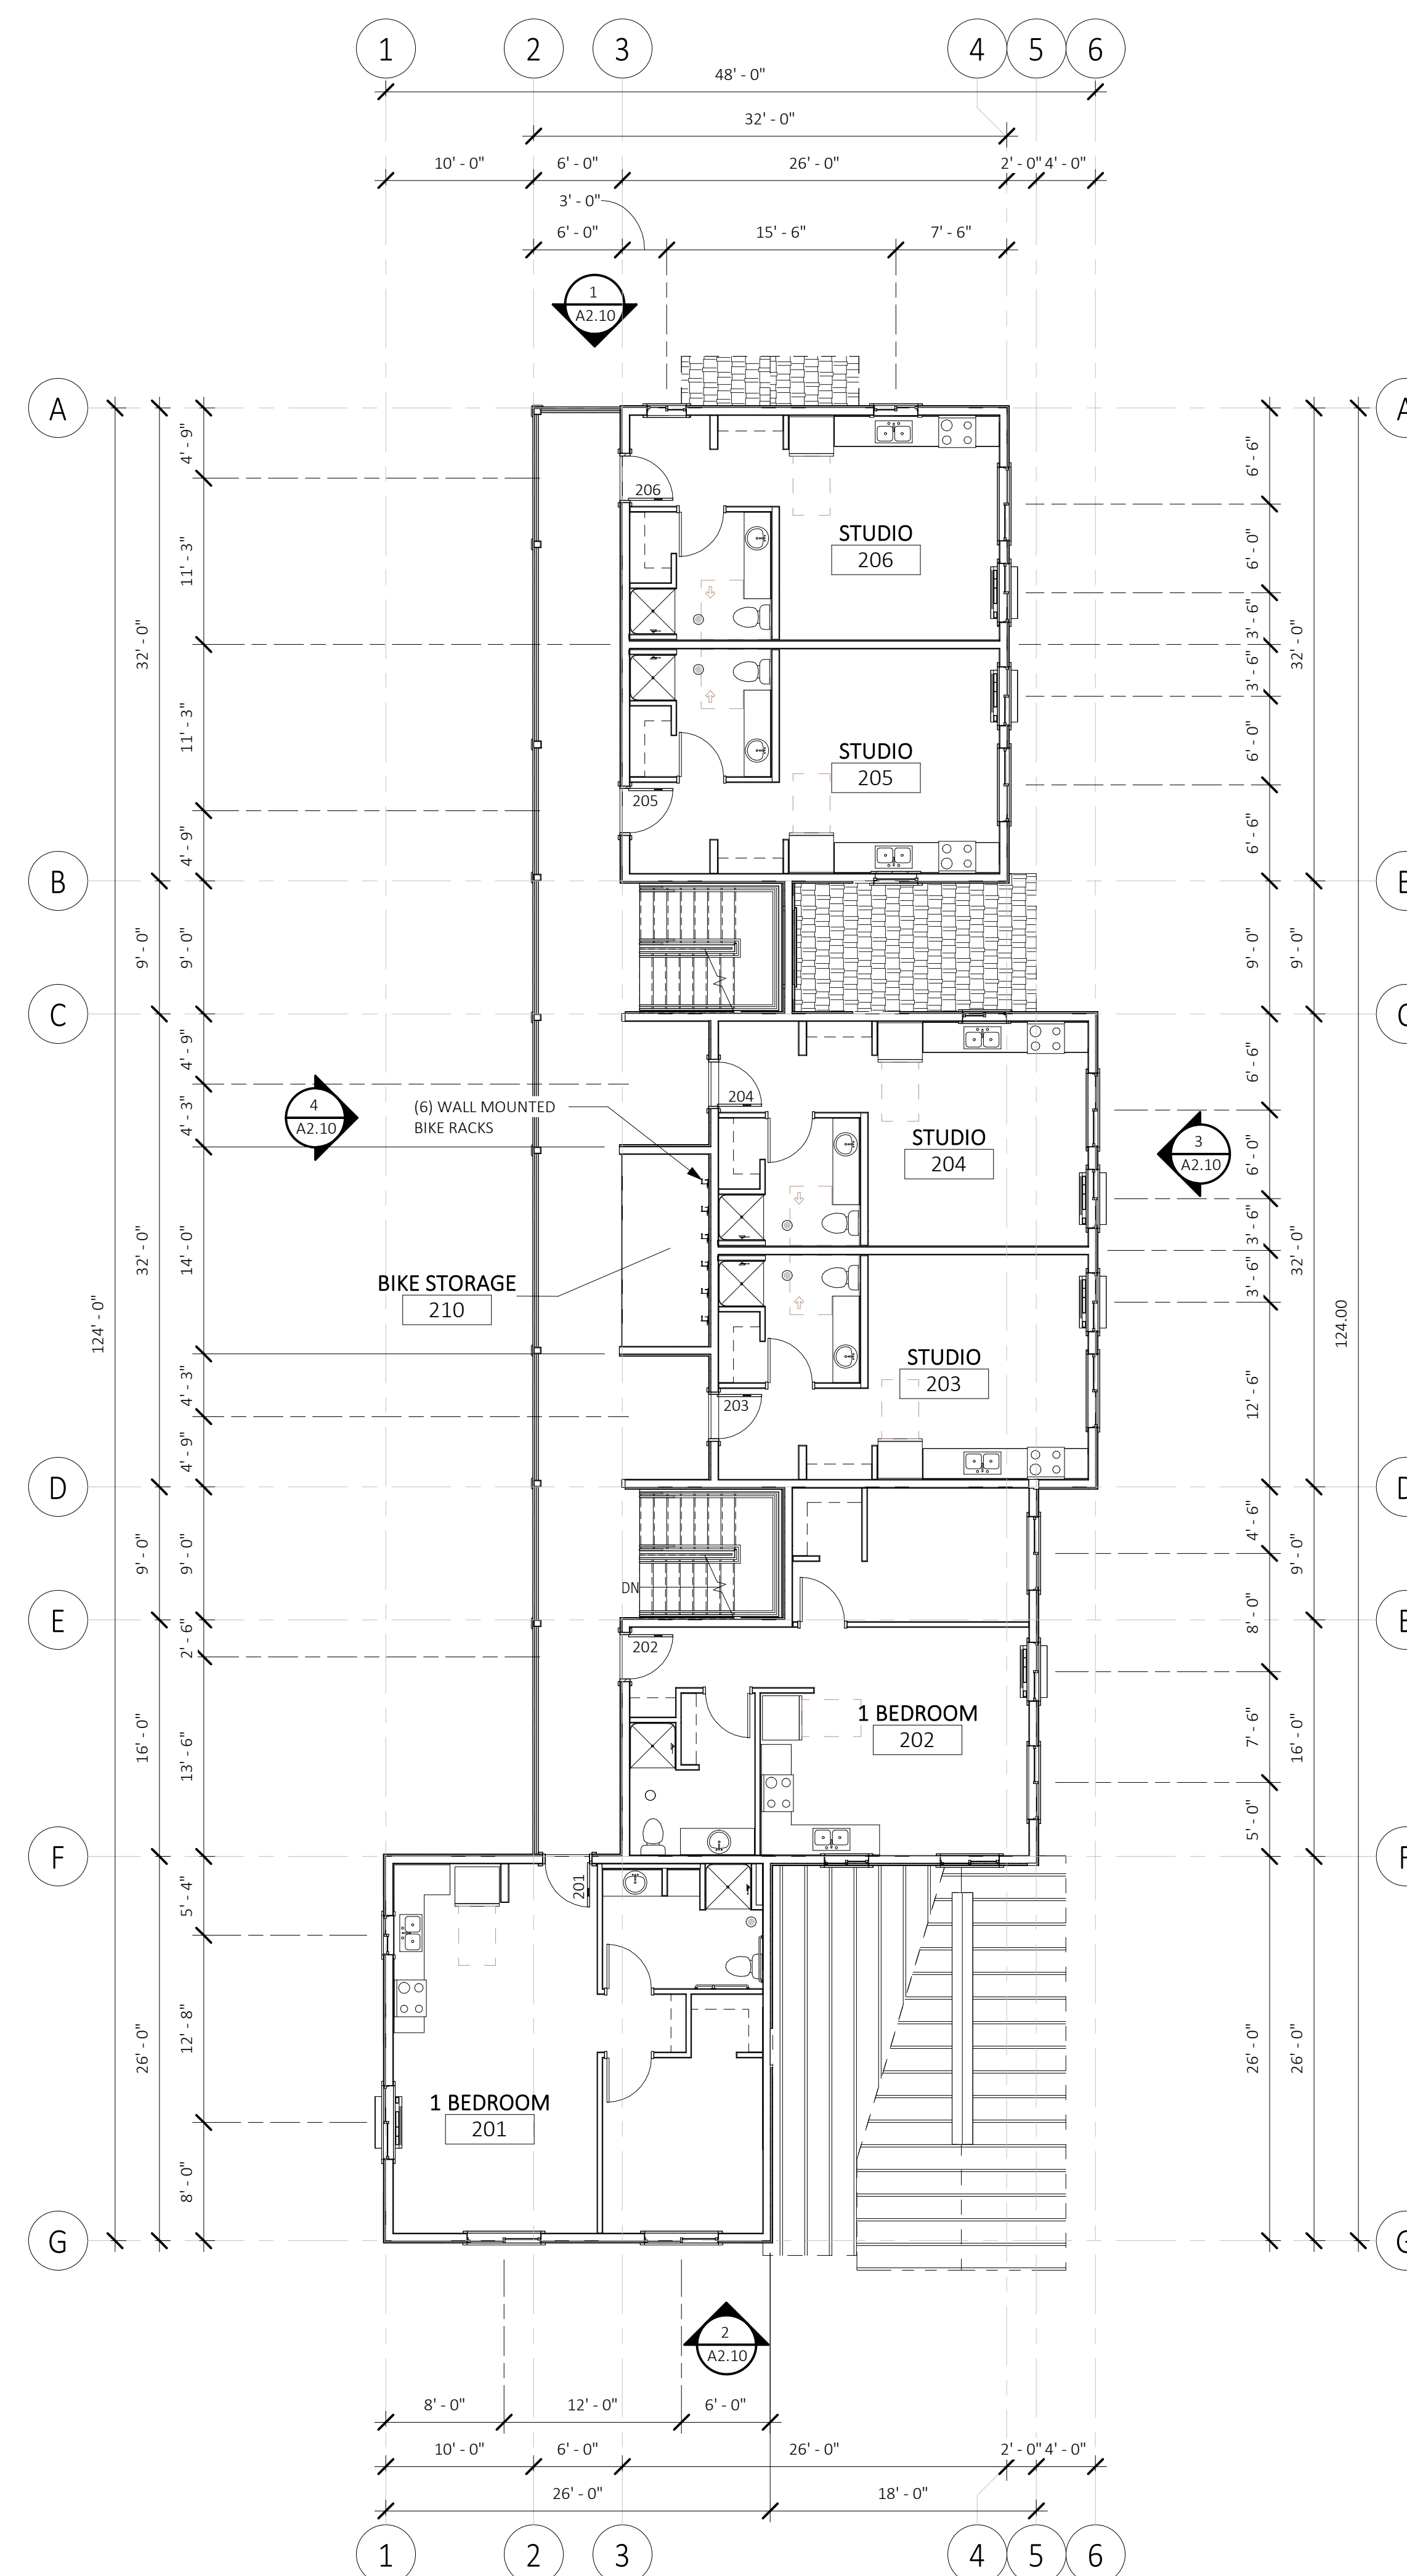 1 2 3 4 5 6
48' - 0"
32' - 0"
10' - 0" 6' - 0" 26' - 0" 2' - 0" 4' - 0"
3' - 0"
6' - 0" 15' - 6" 7' - 6"
1
A2.10
A
4' - 9"
11' - 3"
32' - 0"
11' - 3"
4' - 9"
B
9' - 0"
9' - 0"
C
4' - 9"
4' - 3"
32' - 0"
14' - 0"
124' - 0"
4' - 3"
4' - 9"
D
9' - 0"
9' - 0"
E
2' - 6"
16' - 0"
13' - 6"
F
5' - 4"
12' - 8"
26' - 0"
8' - 0"
G
206
STUDIO
206
STUDIO
205
205
4
A2.10
(6) WALL MOUNTED
BIKE RACKS
204
STUDIO
204
3
A2.10
BIKE STORAGE
210
STUDIO
203
203
DN
202
1 BEDROOM
202
201
1 BEDROOM
201
A
6' - 6"
6' - 0"
3' - 6"
32' - 0"
3' - 6"
6' - 0"
6' - 6"
B
9' - 0"
9' - 0"
C
6' - 6"
6' - 0"
3' - 6"
32' - 0"
3' - 6"
124.00
12' - 6"
D
4' - 6"
9' - 0"
8' - 0"
E
7' - 6"
16' - 0"
5' - 0"
F
26' - 0"
26' - 0"
G
2
A2.10
8' - 0" 12' - 0" 6' - 0"
10' - 0" 6' - 0" 26' - 0" 2' - 0" 4' - 0"
26' - 0" 18' - 0"
1 2 3 4 5 6